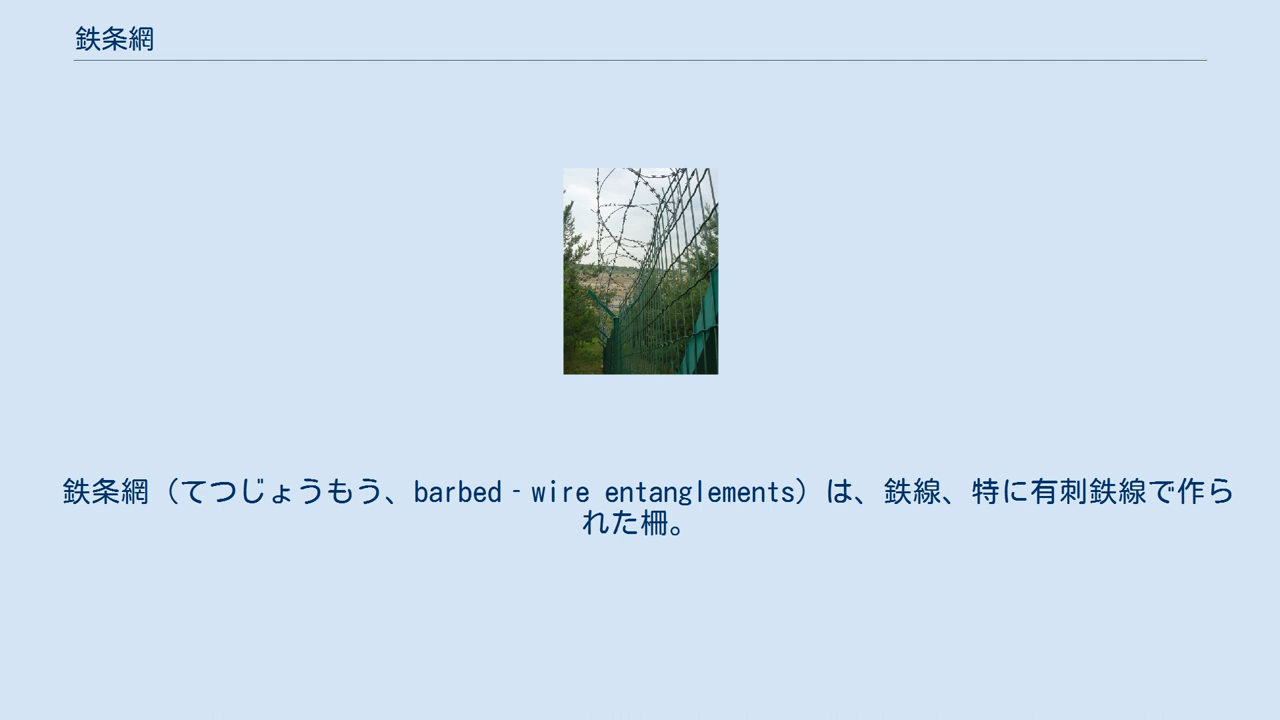 鉄条網
鉄条網（てつじょうもう、barbed‐wire entanglements）は、鉄線、特に有刺鉄線で作ら
れた柵。